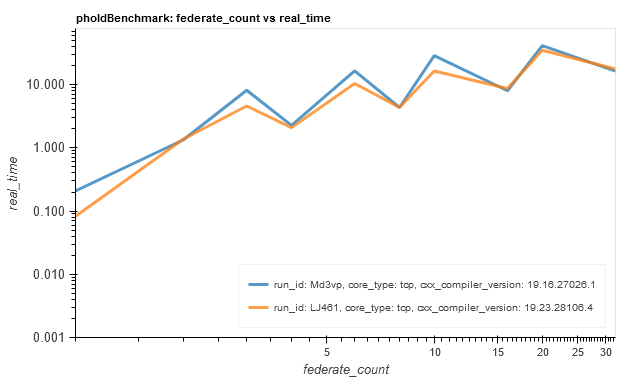 pholdBenchmark: federate_count vs real_time
10.000
1.000
0.100
0.010
0.001
real_time
5
10
15
20
25
30
federate_count
run_id: Md3vp, core_type: tcp, cxx_compiler_version: 19.16.27026.1
run_id: LJ461, core_type: tcp, cxx_compiler_version: 19.23.28106.4